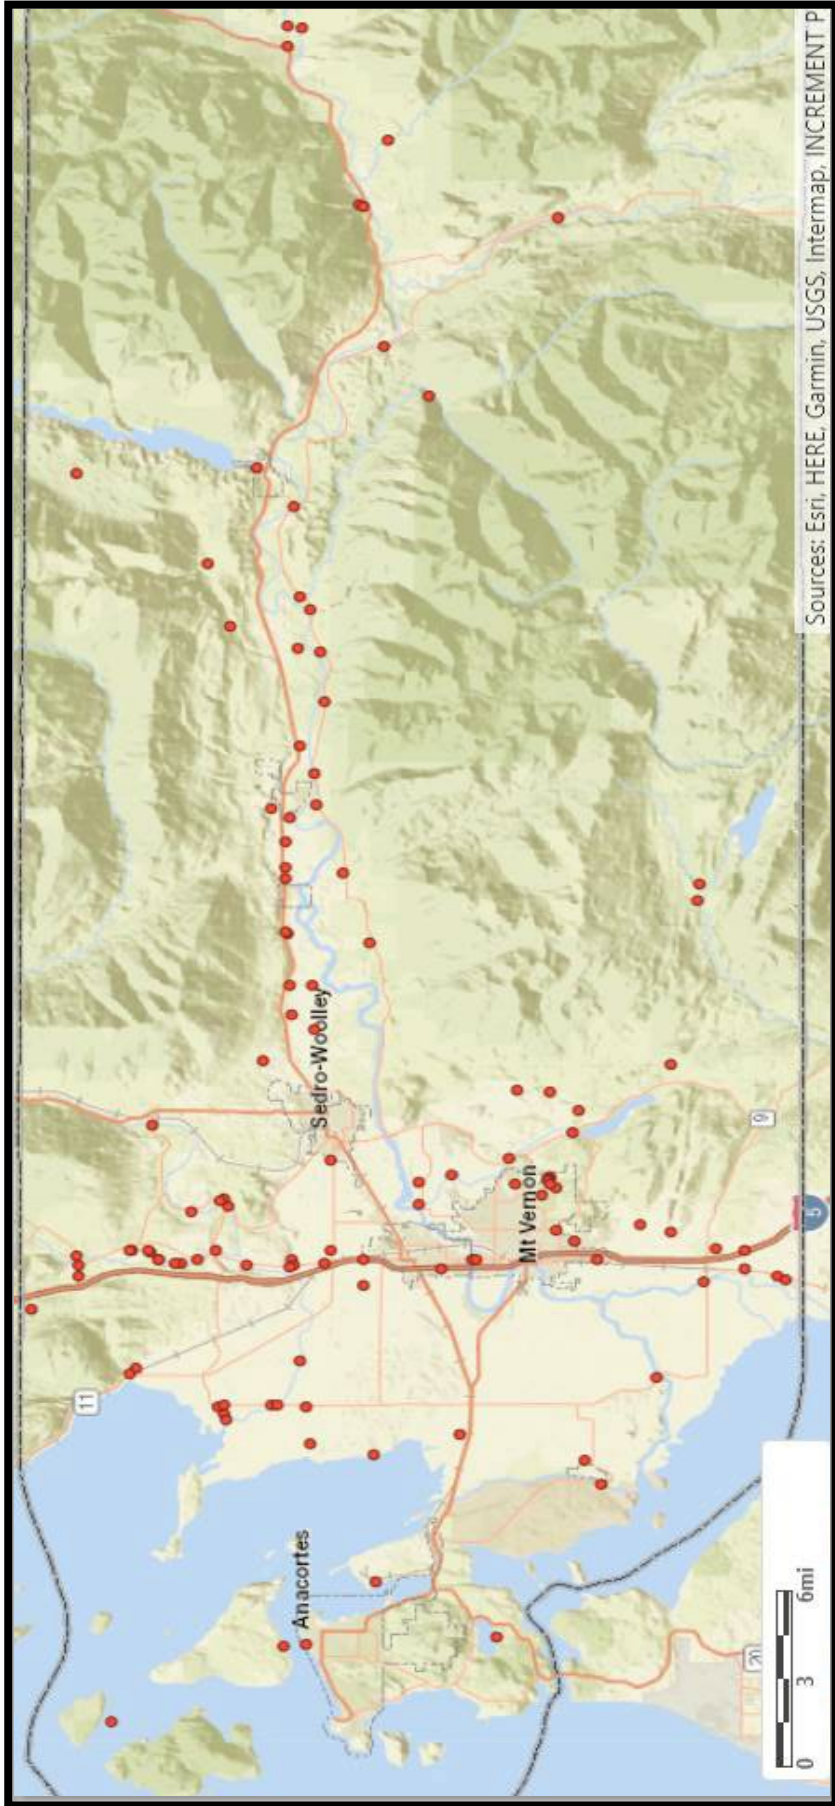 11
Anacortes
Sedro-Woolley
Mt Vernon
9
5
20
0 3 6mi
Sources: Esri, HERE, Garmin, USGS, Intermap, INCREMENT P